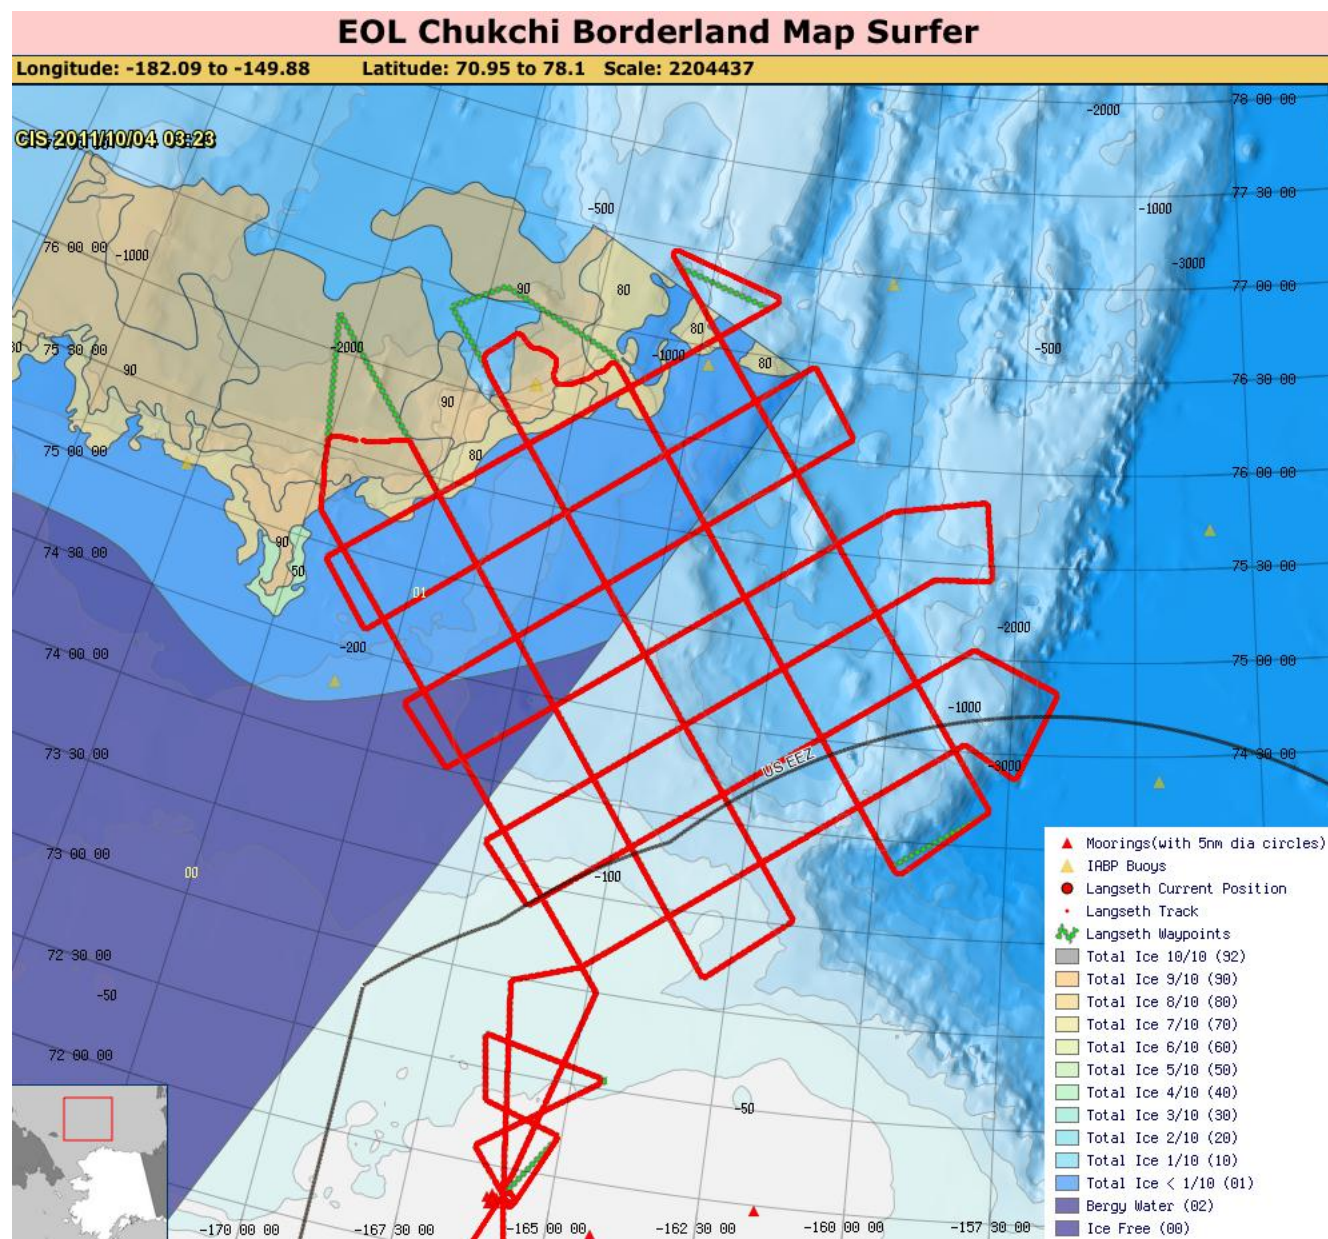 EOL Chukchi Borderland Map Surfer
Longitude: -182.09 to -149.88 Latitude: 70.95 to 78.1 Scale: 2204437
78 00 00
-2000
CIS 2011/10/04 03:23
77 30 00
-500
-1000
76 00 00
-1000
-3000
77 00 00
90
80
80
75 30 00
-2000
-1000
-500
80
90
76 30 00
90
75 00 00
80
76 00 00
90
74 30 00
50
75 30 00
01
-2000
-200
74 00 00
75 00 00
-1000
73 30 00
US EEZ
-3000
74 30 00
73 00 00
00
-100
72 30 00
-50
72 00 00
-50
-170 00 00
-167 30 00
-165 00 00
-162 30 00
-160 00 00
-157 30 00
Moorings(with 5nm dia circles)
IABP Buoys
Langseth Current Position
Langseth Track
Langseth Waypoints
Total Ice 10/10 (92)
Total Ice 9/10 (90)
Total Ice 8/10 (80)
Total Ice 7/10 (70)
Total Ice 6/10 (60)
Total Ice 5/10 (50)
Total Ice 4/10 (40)
Total Ice 3/10 (30)
Total Ice 2/10 (20)
Total Ice 1/10 (10)
Total Ice < 1/10 (01)
Bergy Water (02)
Ice Free (00)